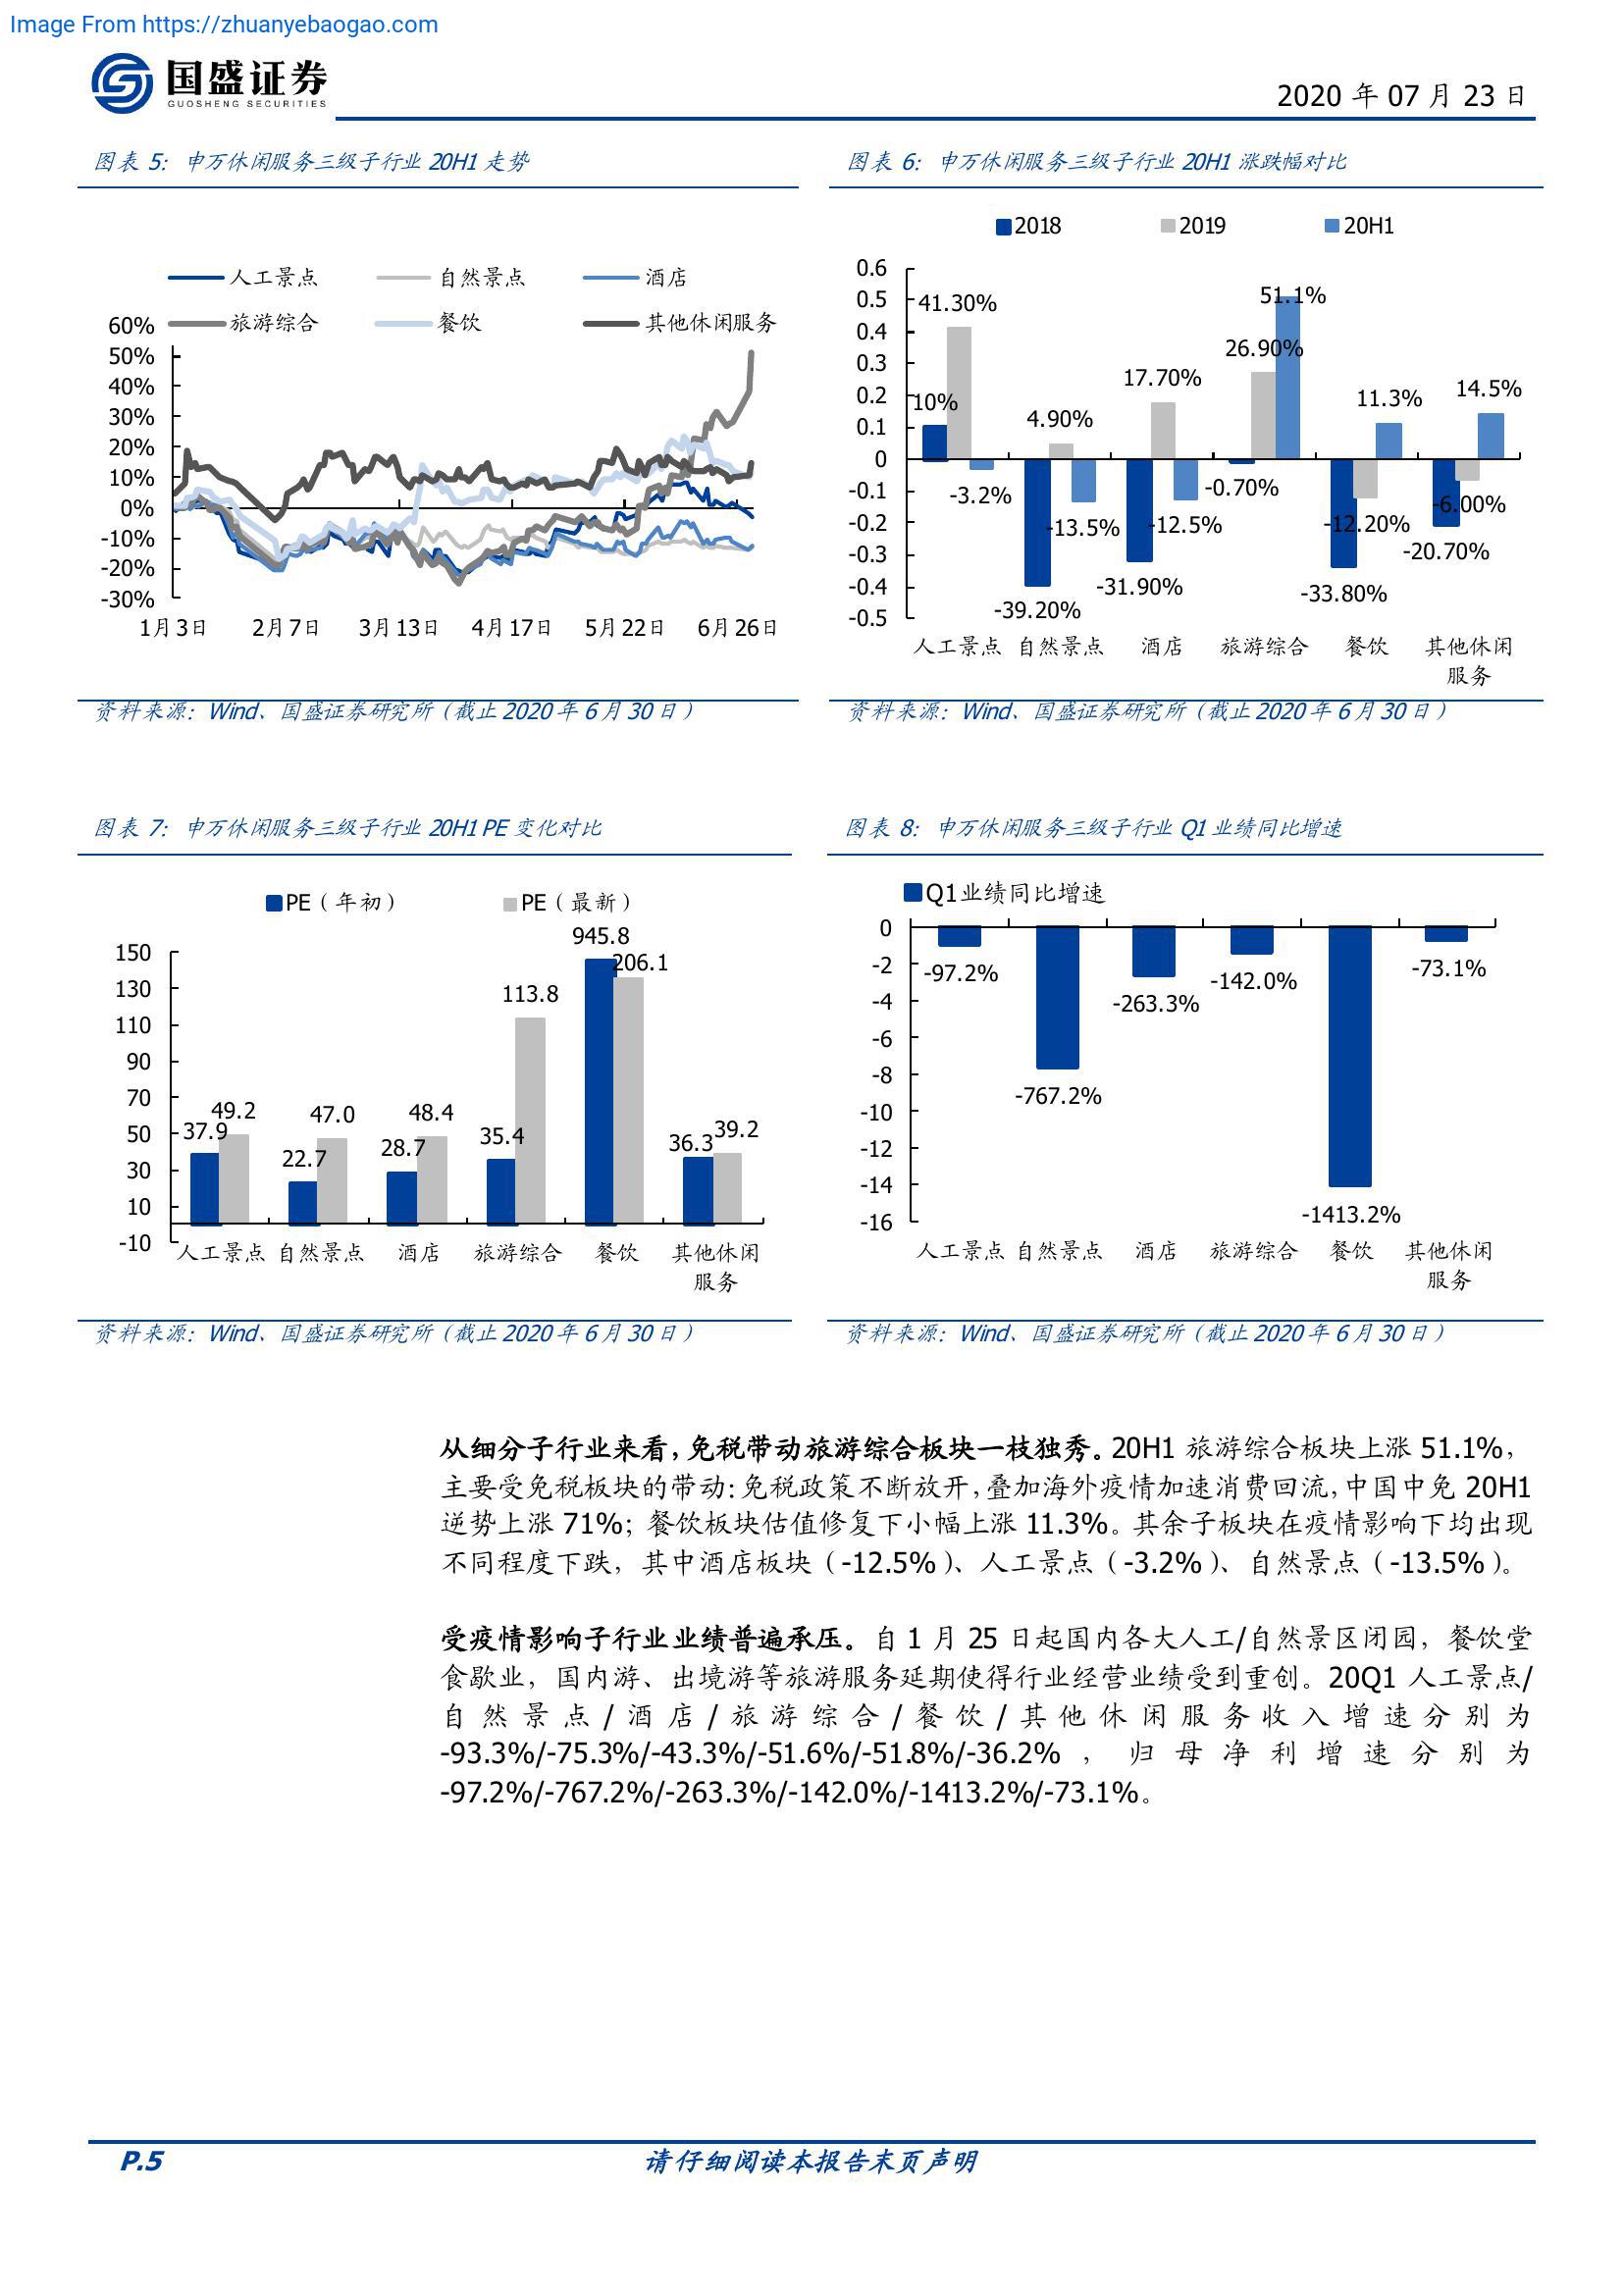 Image From https://zhuanyebaogao.com
国盛证券
GUOSHENG SECURITIES
2020 年 07 月 23 日
图表 5: 申万休闲服务三级子行业 20H1 走势
人工景点 自然景点 酒店
旅游综合 餐饮 其他休闲服务
60%
50%
40%
30%
20%
10%
0%
-10%
-20%
-30%
1月3日 2月7日 3月13日 4月17日 5月22日 6月26日
资料来源: Wind、国盛证券研究所（截止 2020 年 6 月 30 日）
图表 6: 申万休闲服务三级子行业 20H1 涨跌幅对比
2018 2019 20H1
0.6
0.5
0.4
0.3
0.2
0.1
0
-0.1
-0.2
-0.3
-0.4
-0.5
10% 41.30% -3.2%
-39.20% 4.90% -13.5%
-31.90% 17.70% -12.5%
-0.70% 26.90% 51.1%
-33.80% -12.20% 11.3%
-20.70% -6.00% 14.5%
人工景点 自然景点 酒店 旅游综合 餐饮 其他休闲
服务
资料来源: Wind、国盛证券研究所（截止 2020 年 6 月 30 日）
图表 7: 申万休闲服务三级子行业 20H1 PE 变化对比
PE（年初） PE（最新）
150
130
110
90
70
50
30
10
-10
37.9 49.2
22.7 47.0
28.7 48.4
35.4 113.8
945.8 206.1
36.3 39.2
人工景点 自然景点 酒店 旅游综合 餐饮 其他休闲
服务
资料来源: Wind、国盛证券研究所（截止 2020 年 6 月 30 日）
图表 8: 申万休闲服务三级子行业 Q1 业绩同比增速
Q1业绩同比增速
0
-2
-4
-6
-8
-10
-12
-14
-16
-97.2%
-767.2%
-263.3%
-142.0%
-1413.2%
-73.1%
人工景点 自然景点 酒店 旅游综合 餐饮 其他休闲
服务
资料来源: Wind、国盛证券研究所（截止 2020 年 6 月 30 日）
从细分子行业来看，免税带动旅游综合板块一枝独秀。20H1 旅游综合板块上涨 51.1%，
主要受免税板块的带动：免税政策不断放开，叠加海外疫情加速消费回流，中国中免 20H1
逆势上涨 71%；餐饮板块估值修复下小幅上涨 11.3%。其余子板块在疫情影响下均出现
不同程度下跌，其中酒店板块（-12.5%）、人工景点（-3.2%）、自然景点（-13.5%）。
受疫情影响子行业业绩普遍承压。自 1 月 25 日起国内各大人工/自然景区闭园，餐饮堂
食歇业，国内游、出境游等旅游服务延期使得行业经营业绩受到重创。20Q1 人工景点/
自然景点/酒店/旅游综合/餐饮/其他休闲服务收入增速分别为
-93.3%/-75.3%/-43.3%/-51.6%/-51.8%/-36.2%，归母净利增速分别为
-97.2%/-767.2%/-263.3%/-142.0%/-1413.2%/-73.1%。
P.5
请仔细阅读本报告末页声明